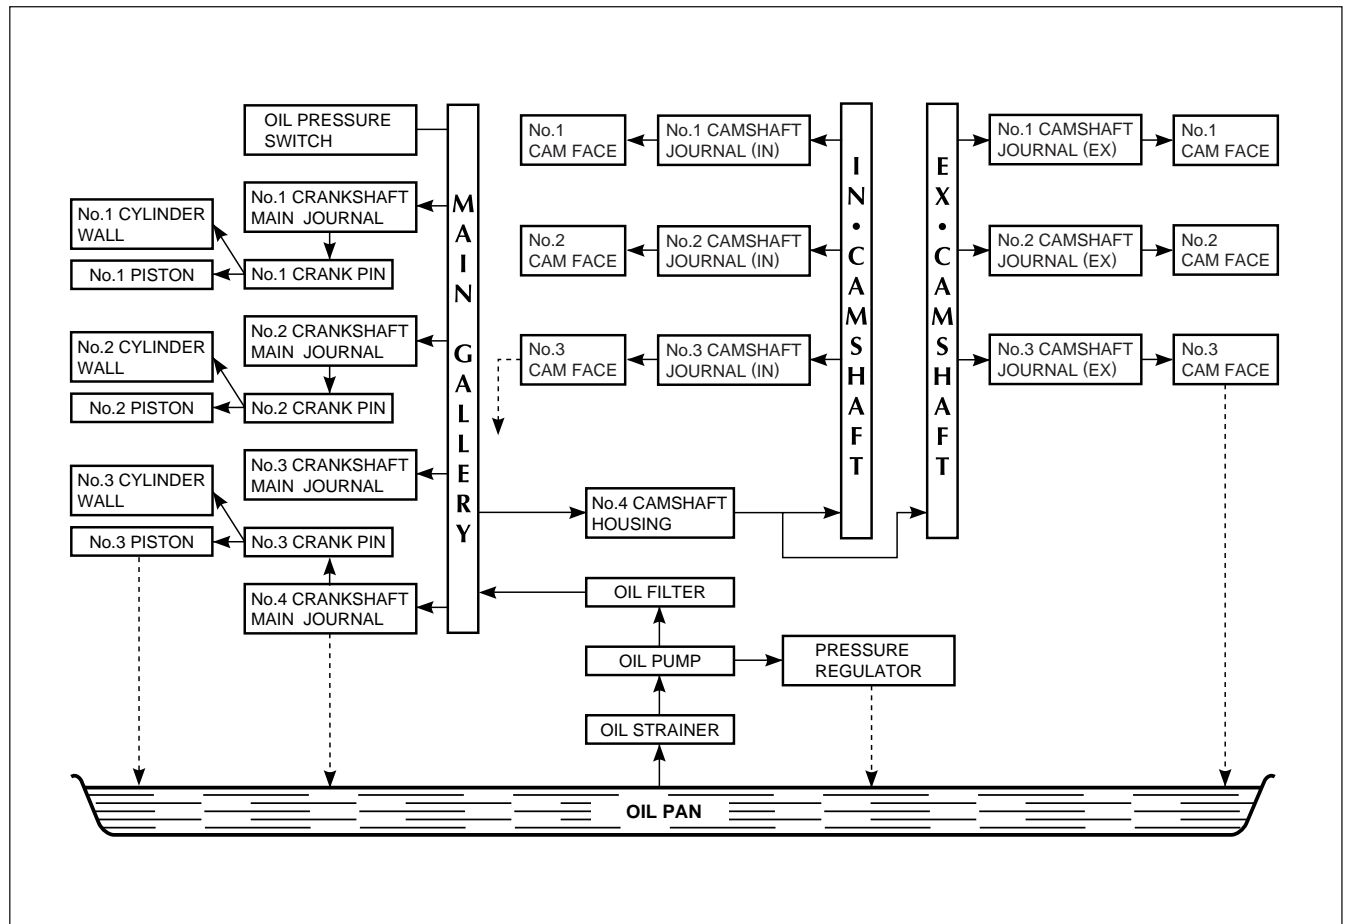 OIL PRESSURE
SWITCH
No.1 CRANKSHAFT
MAIN JOURNAL
No.1 CYLINDER
WALL
No.1 PISTON
No.1 CRANK PIN
No.2 CRANKSHAFT
MAIN JOURNAL
No.2 CYLINDER
WALL
No.2 PISTON
No.2 CRANK PIN
No.3 CRANKSHAFT
MAIN JOURNAL
No.3 CYLINDER
WALL
No.3 PISTON
No.3 CRANK PIN
No.4 CRANKSHAFT
MAIN JOURNAL
MAIN GALLERY
No.1
CAM FACE
No.1 CAMSHAFT
JOURNAL (IN)
No.2
CAM FACE
No.2 CAMSHAFT
JOURNAL (IN)
No.3
CAM FACE
No.3 CAMSHAFT
JOURNAL (IN)
IN•CAMSHAFT
EX•CAMSHAFT
No.1 CAMSHAFT
JOURNAL (EX)
No.1
CAM FACE
No.2 CAMSHAFT
JOURNAL (EX)
No.2
CAM FACE
No.3 CAMSHAFT
JOURNAL (EX)
No.3
CAM FACE
No.4 CAMSHAFT
HOUSING
OIL FILTER
OIL PUMP
PRESSURE
REGULATOR
OIL STRAINER
OIL PAN